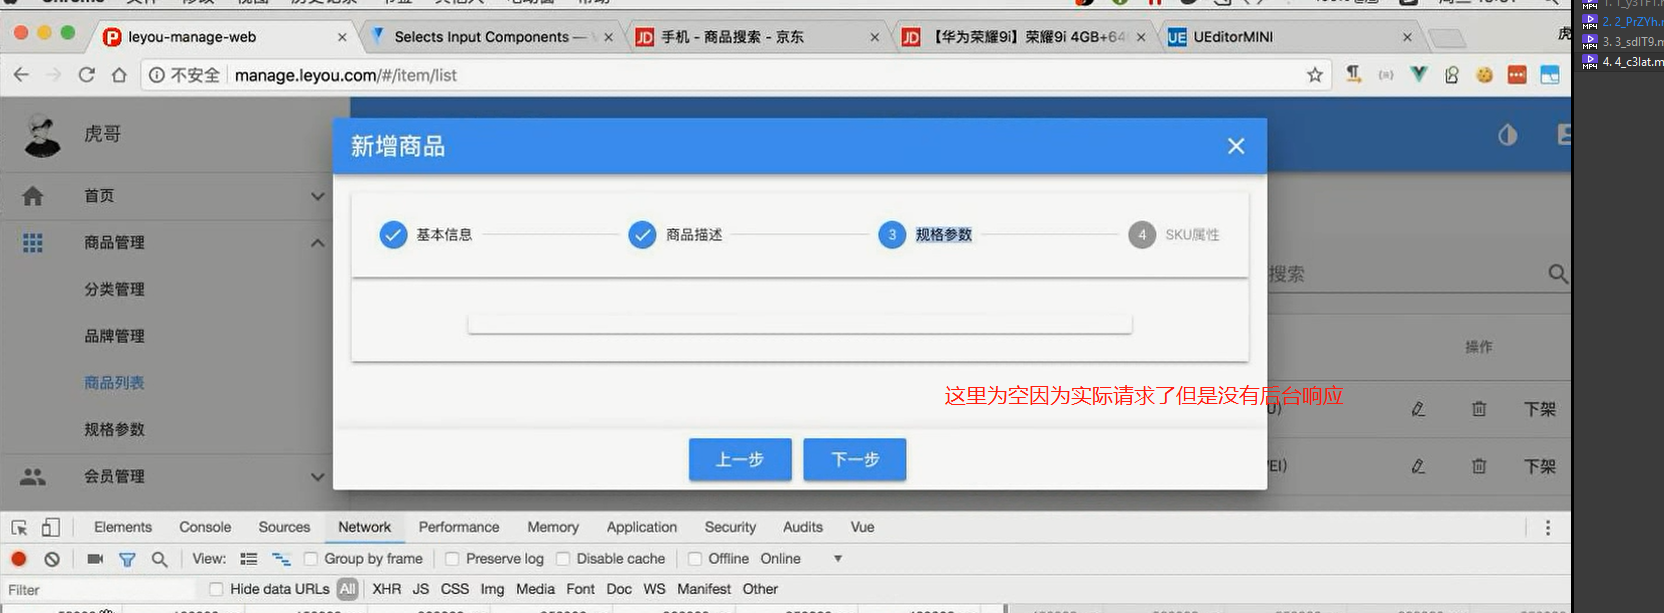 leyou-manage-web
Selects Input Components —
手机 - 商品搜索 - 京东
【华为荣耀9i】荣耀9i 4GB+64
UEditorMINI
不安全
manage.leyou.com/#/item/list
1. 1_y31F1.m
2. 2_PrZYh.m
3. 3_sdIT9.m
4. 4_c3lat.m
虎哥
新增商品
首页
基本信息
商品描述
3
规格参数
4
SKU属性
商品管理
搜索
分类管理
品牌管理
操作
商品列表
这里为空因为实际请求了但是没有后台响应
U)
下架
规格参数
上一步
下一步
下架
会员管理
Elements
Console
Sources
Network
Performance
Memory
Application
Security
Audits
Vue
View:
Group by frame
Preserve log
Disable cache
Offline
Online
Filter
Hide data URLs
All
XHR
JS
CSS
Img
Media
Font
Doc
WS
Manifest
Other